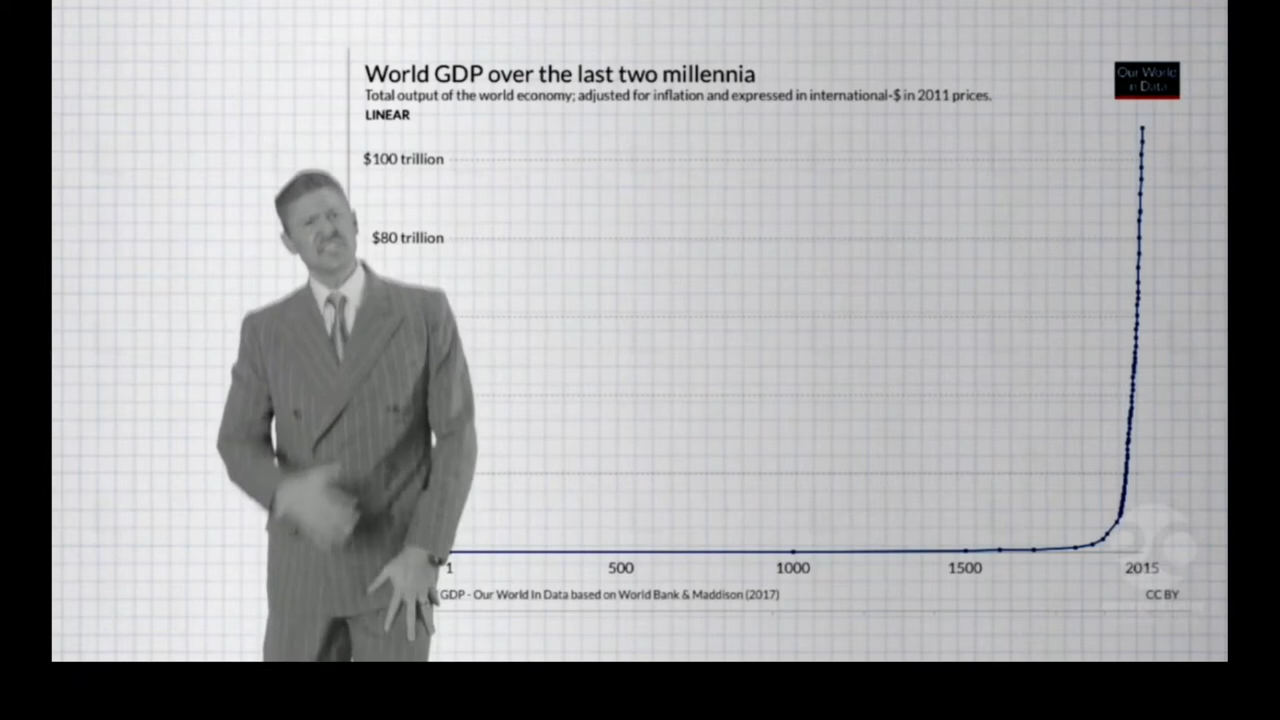 World GDP over the last two millennia
Total output of the world economy; adjusted for inflation and expressed in international-$ in 2011 prices.
LINEAR
Our World
in Data
$100 trillion
$80 trillion
1 500 1000 1500 2015
GDP - Our World In Data based on World Bank & Maddison (2017) CC BY